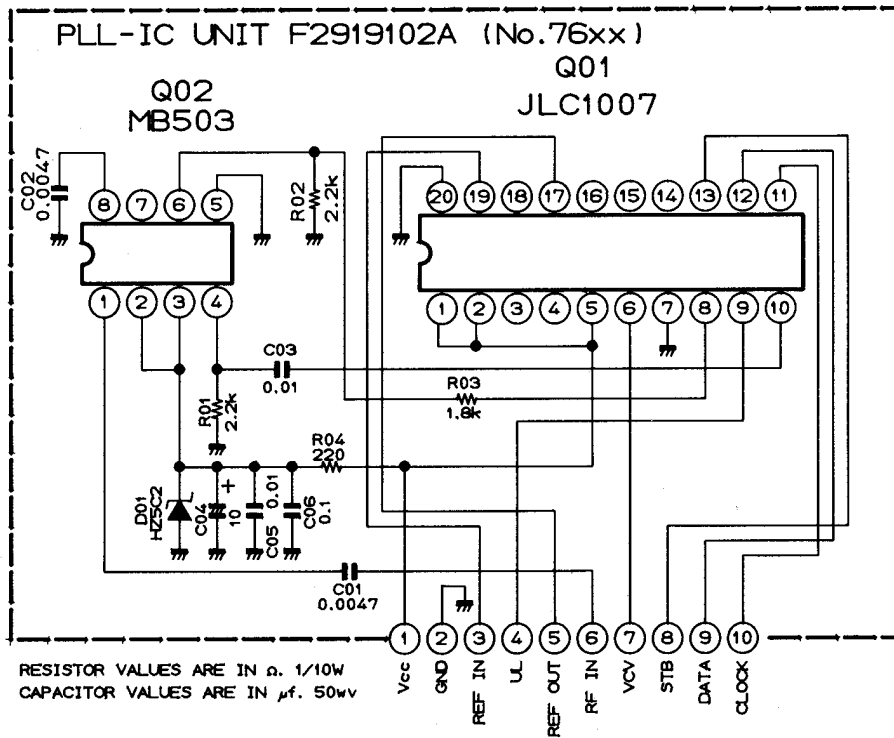 PLL-IC UNIT F2919102A (No.76xx)
Q02
MB503
Q01
JLC1007
C02
0.0047
R02
2.2k
8 7 6 5
20 19 18 17 16 15 14 13 12 11
1 2 3 4
1 2 3 4 5 6 7 8 9 10
C03
0.01
R03
1.8k
R01
2.2k
R04
220
D01
HZ5C2
C04
+
10
C05
0.01
C06
0.1
C01
0.0047
1 2 3 4 5 6 7 8 9 10
Vcc
GND
REF IN
UL
REF OUT
RF IN
VCV
STB
DATA
CLOCK
RESISTOR VALUES ARE IN Ω. 1/10W
CAPACITOR VALUES ARE IN μf. 50wv